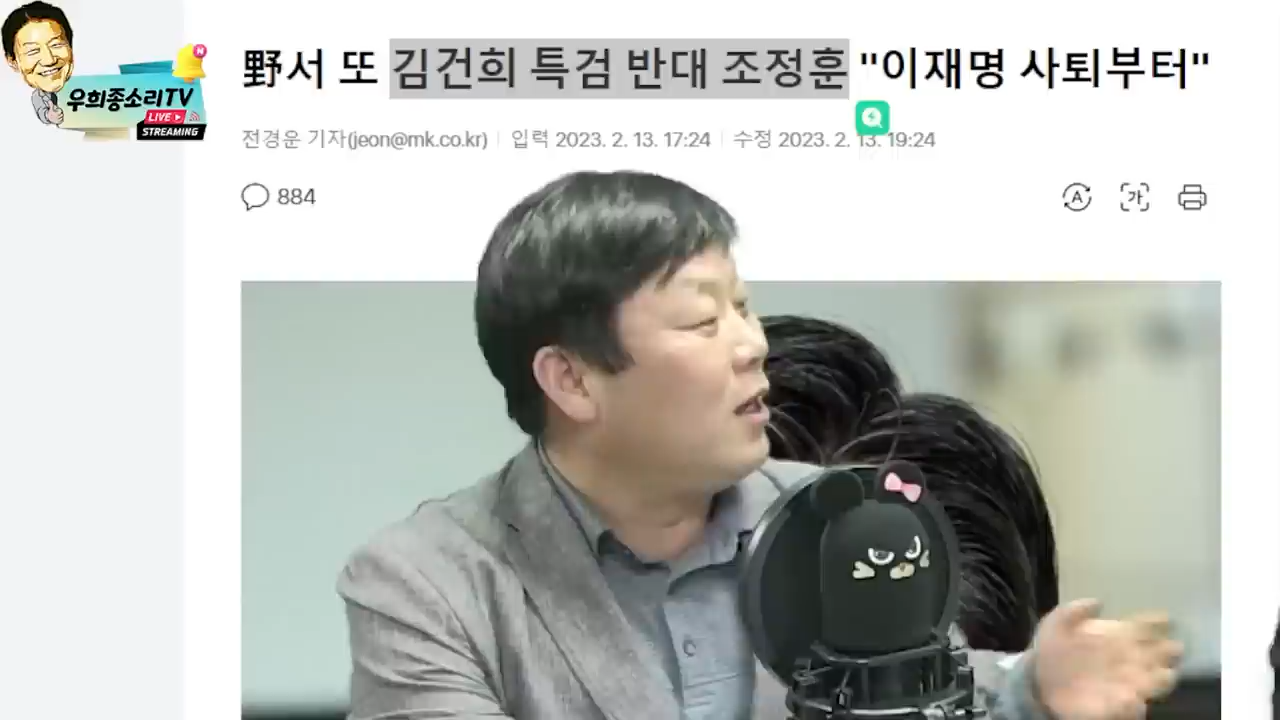 野서 또 김건희 특검 반대 조정훈 "이재명 사퇴부터"
우희종소리TV
LIVE
STREAMING
N
전경운 기자(jeon@mk.co.kr) 입력 2023. 2. 13. 17:24 수정 2023. 2. 13. 19:24
884
A
가